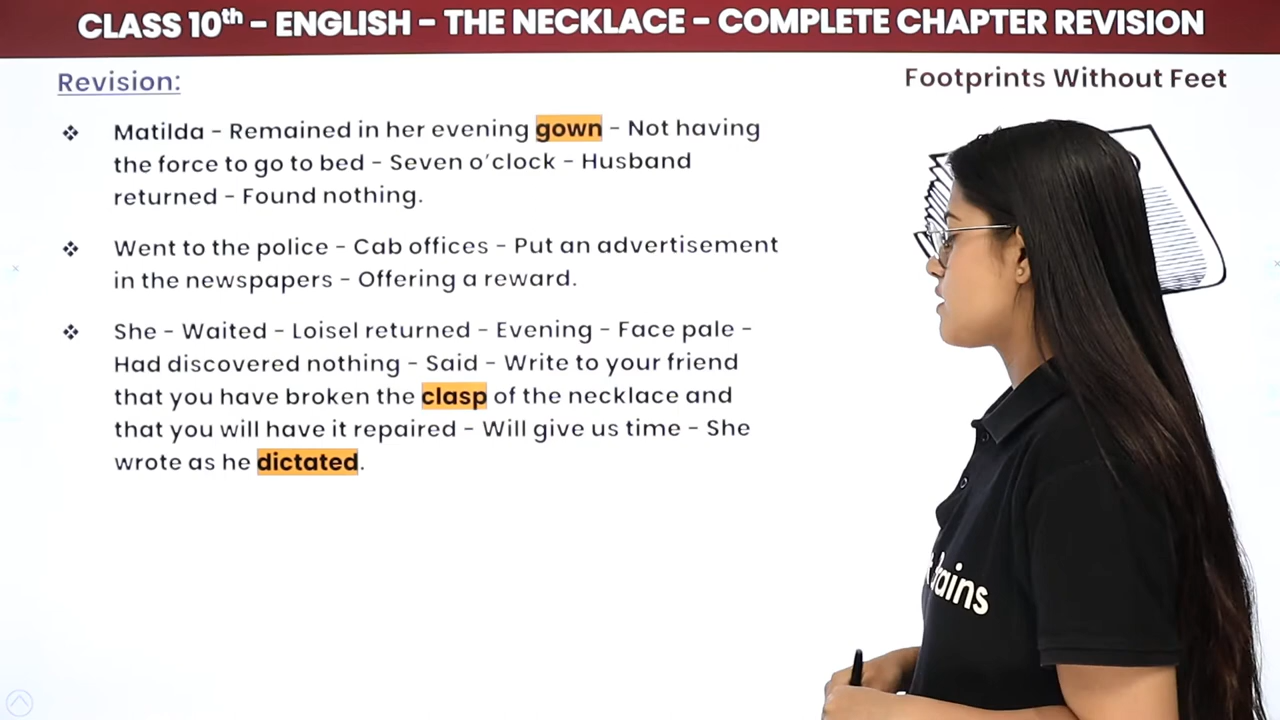 CLASS 10th – ENGLISH – THE NECKLACE – COMPLETE CHAPTER REVISION
Revision:
Footprints Without Feet
❖ Matilda – Remained in her evening gown – Not having
the force to go to bed – Seven o’clock – Husband
returned – Found nothing.
❖ Went to the police – Cab offices – Put an advertisement
in the newspapers – Offering a reward.
❖ She – Waited – Loisel returned – Evening – Face pale –
Had discovered nothing – Said – Write to your friend
that you have broken the clasp of the necklace and
that you will have it repaired – Will give us time – She
wrote as he dictated.